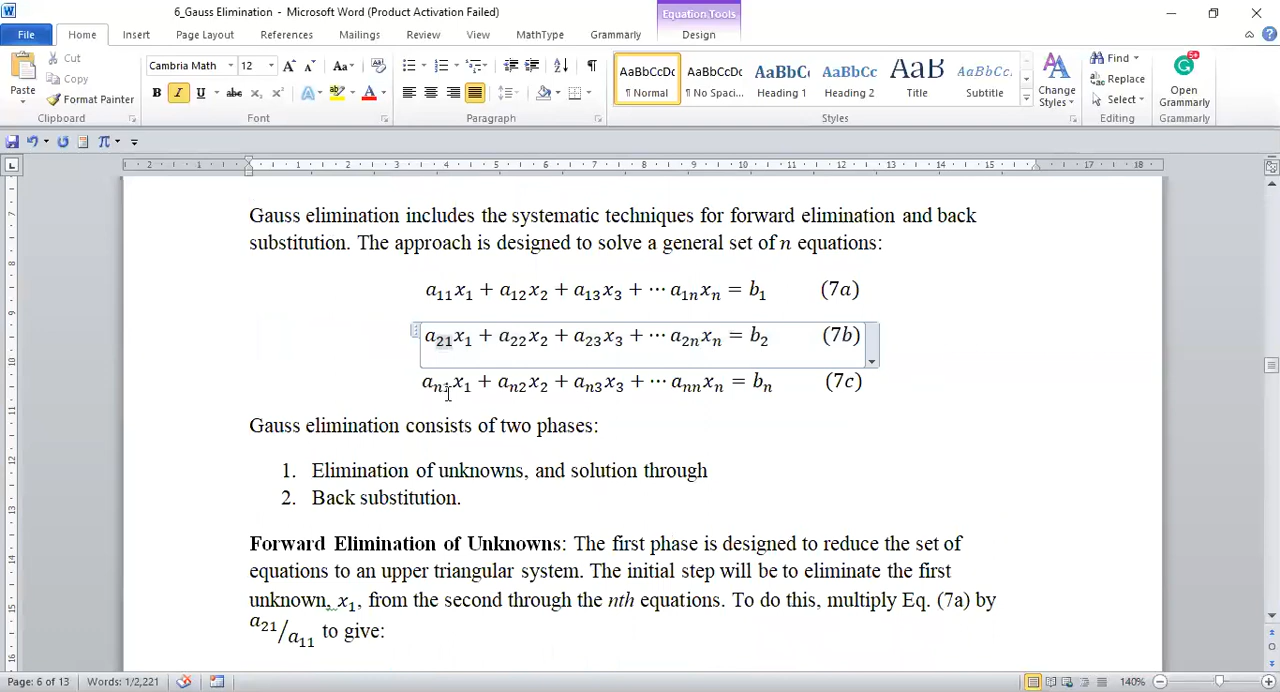 6_Gauss Elimination - Microsoft Word (Product Activation Failed)
Equation Tools
File Home Insert Page Layout References Mailings Review View MathType Grammarly Design
Cut
Copy
Format Painter
Paste
Clipboard
Cambria Math 12
Font
Paragraph
AaBbCcDc AaBbCcDc AaBbCc AaBbCc AaB AaBbCc.
¶ Normal ¶ No Spaci... Heading 1 Heading 2 Title Subtitle
Change Styles
Styles
Find
Replace
Select
Editing
Open Grammarly
Grammarly
Gauss elimination includes the systematic techniques for forward elimination and back
substitution. The approach is designed to solve a general set of n equations:
a₁₁x₁ + a₁₂x₂ + a₁₃x₃ + ⋯ a₁ₙxₙ = b₁ (7a)
a₂₁x₁ + a₂₂x₂ + a₂₃x₃ + ⋯ a₂ₙxₙ = b₂ (7b)
aₙ₁x₁ + aₙ₂x₂ + aₙ₃x₃ + ⋯ aₙₙxₙ = bₙ (7c)
Gauss elimination consists of two phases:
1. Elimination of unknowns, and solution through
2. Back substitution.
Forward Elimination of Unknowns: The first phase is designed to reduce the set of
equations to an upper triangular system. The initial step will be to eliminate the first
unknown, x₁, from the second through the nth equations. To do this, multiply Eq. (7a) by
a₂₁/a₁₁ to give:
Page: 6 of 13 Words: 1/2,221 140%